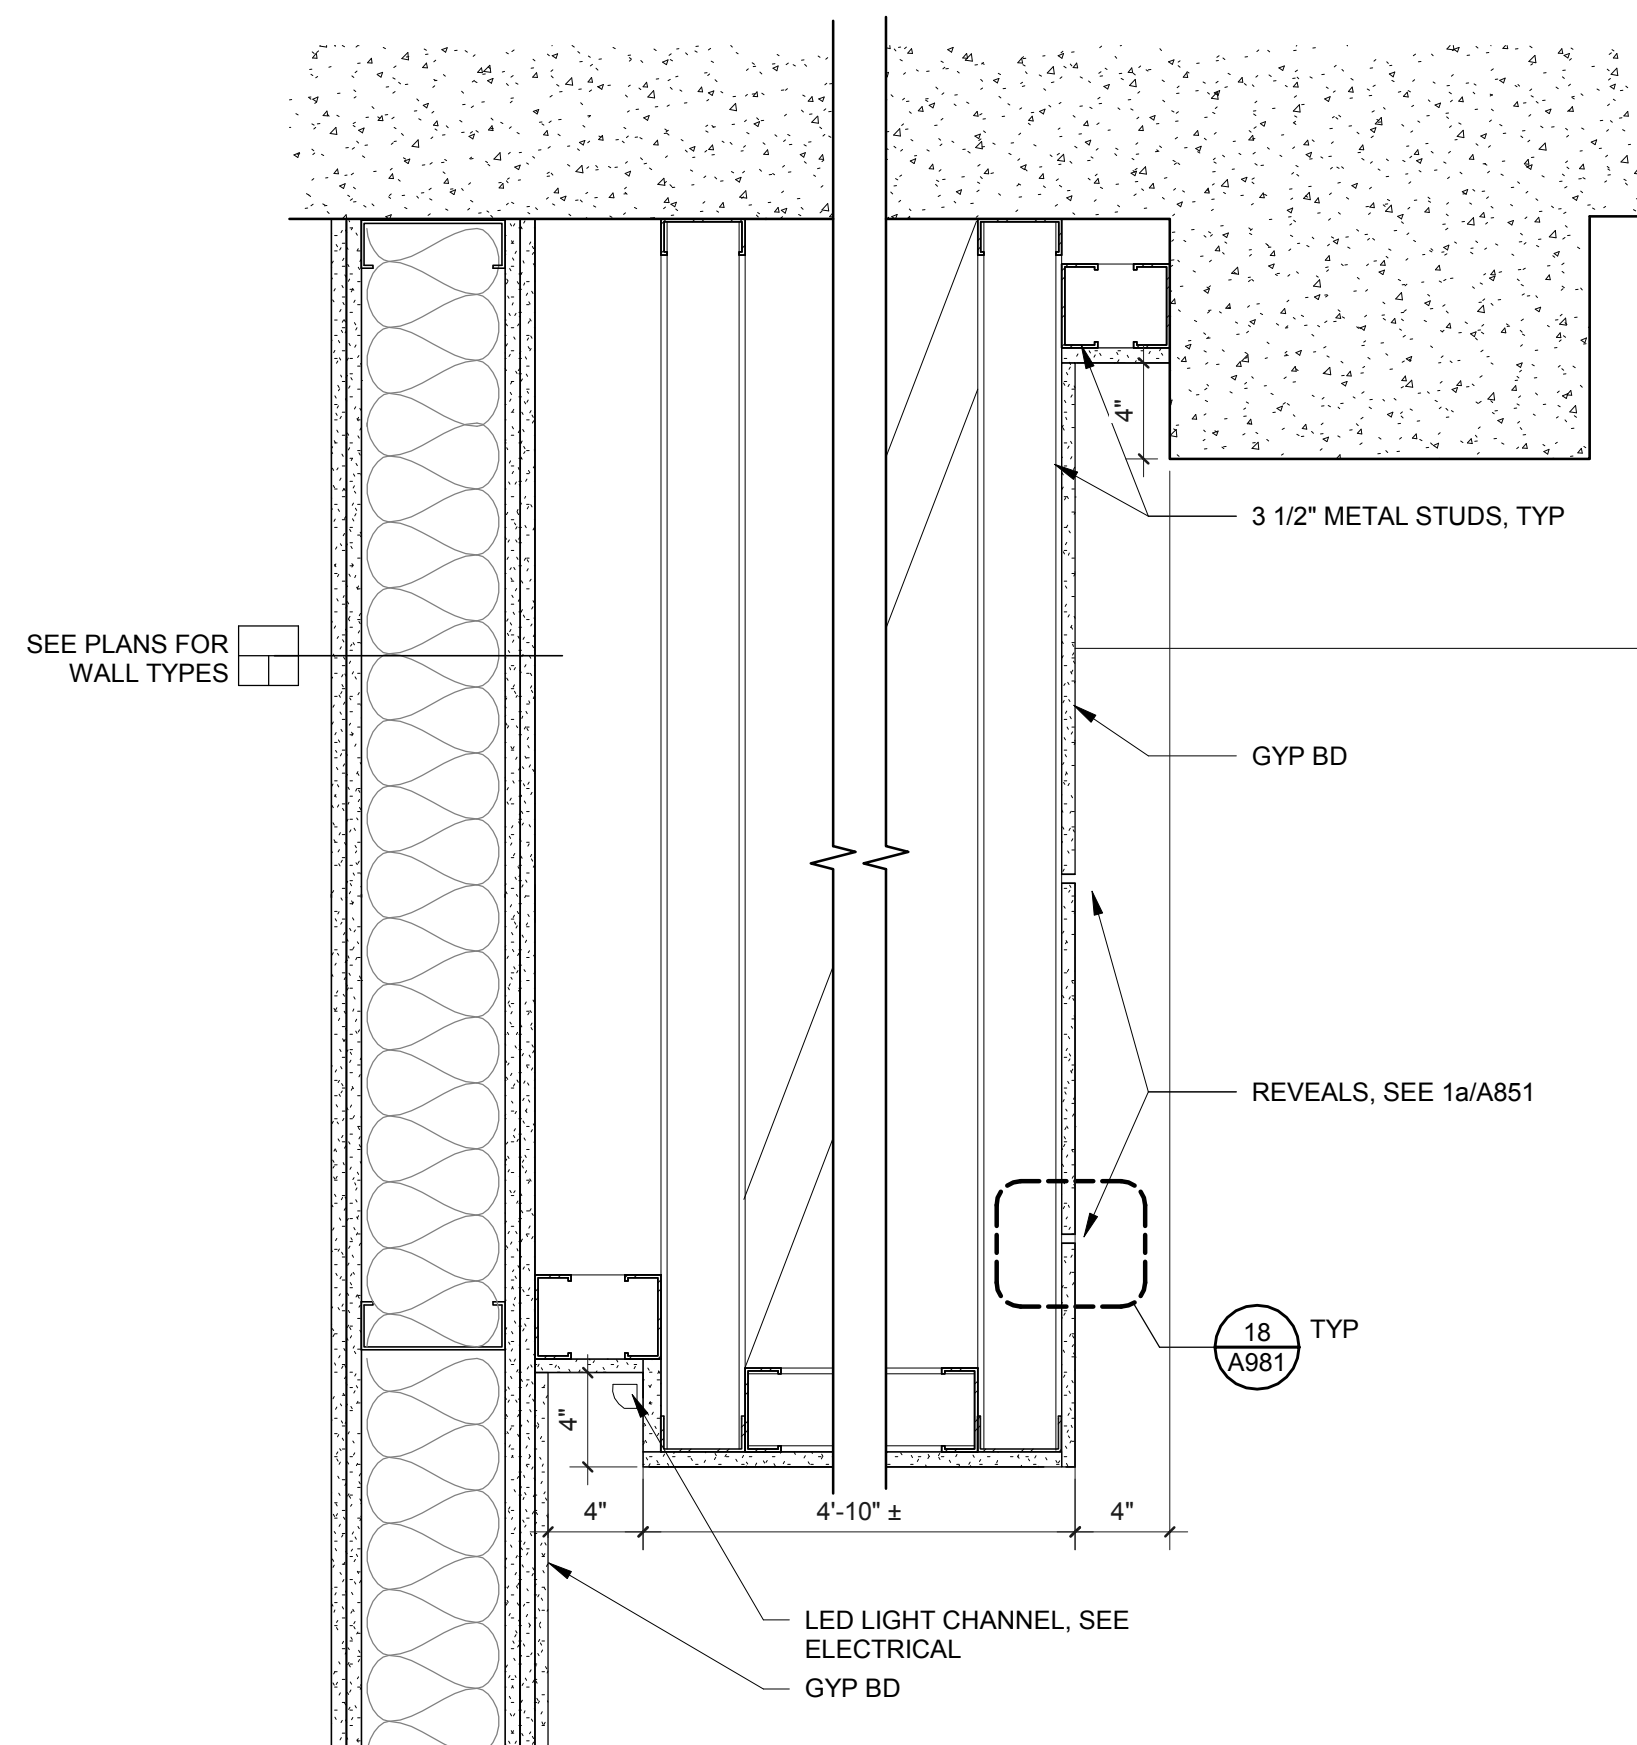 4"
3 1/2" METAL STUDS, TYP
SEE PLANS FOR
WALL TYPES
GYP BD
REVEALS, SEE 1a/A851
18
A981
TYP
4"
4"
4'-10" ±
4"
LED LIGHT CHANNEL, SEE
ELECTRICAL
GYP BD